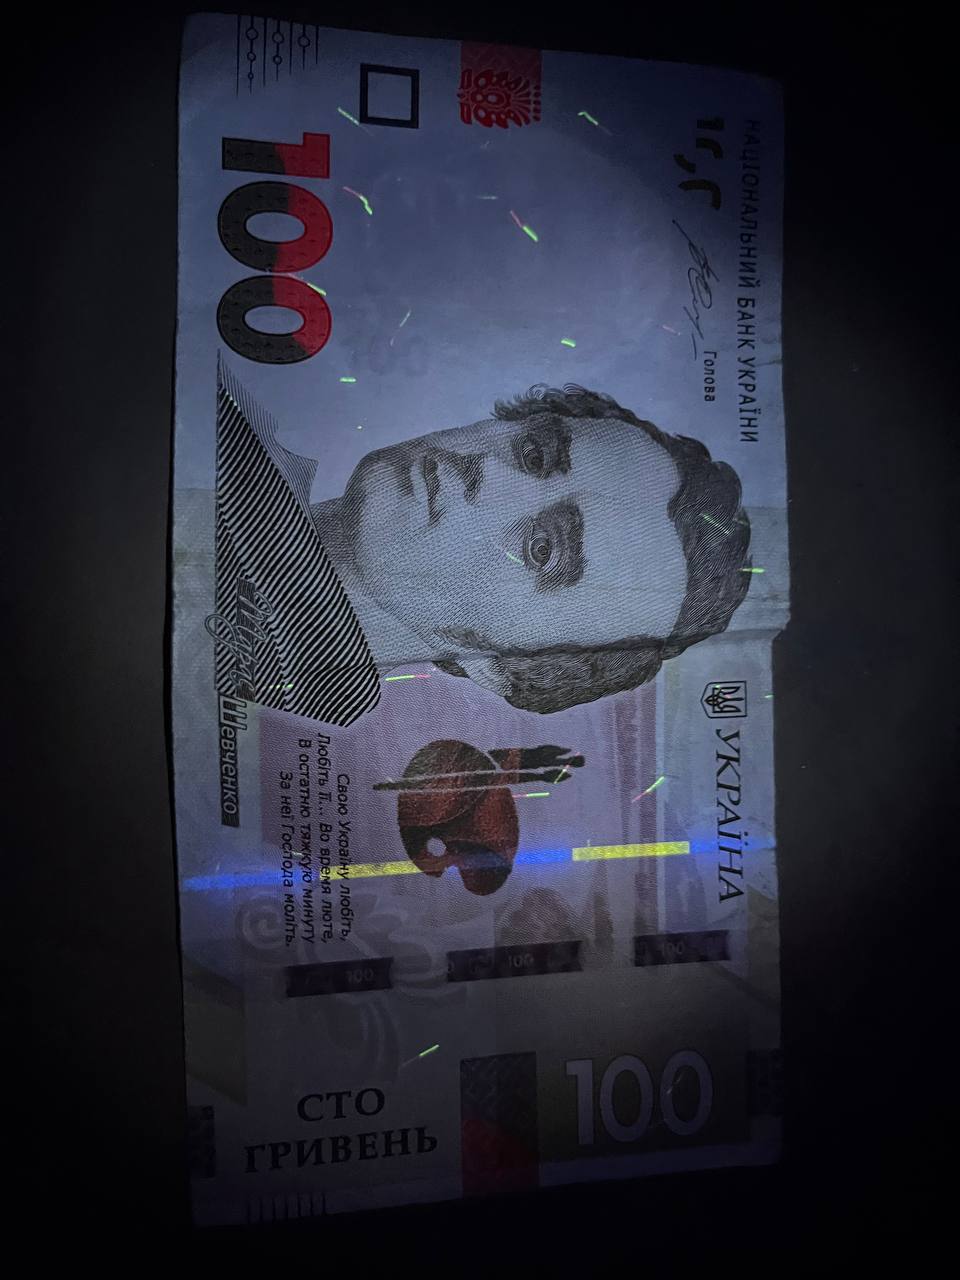 НАЦІОНАЛЬНИЙ БАНК УКРАЇНИ
Голова
УКРАЇНА
100
Тарас Шевченко
Свою Україну любіть,
Любіть її... Во время люте,
В остатню тяжкую минуту
За неї Господа моліть.
100
100
100
100
СТО
ГРИВЕНЬ